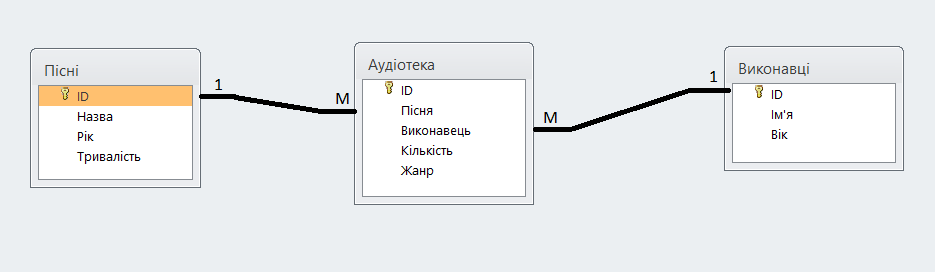 Пісні
ID
Назва
Рік
Тривалість
1
М
Аудіотека
ID
Пісня
Виконавець
Кількість
Жанр
М
1
Виконавці
ID
Ім'я
Вік